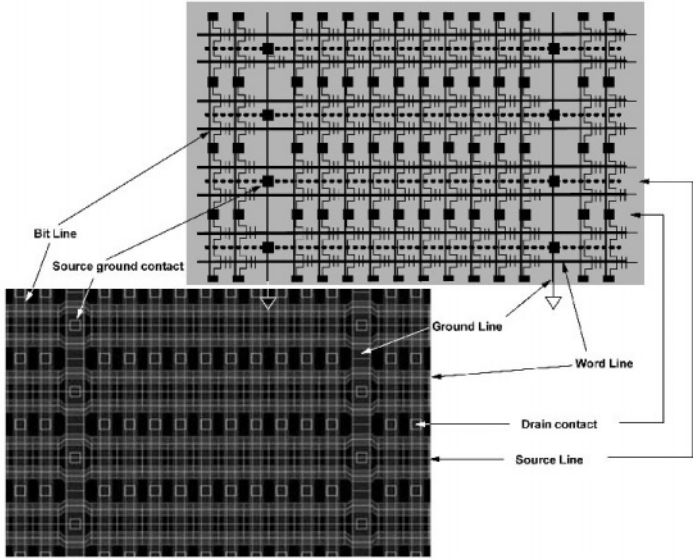 Bit Line
Source ground contact
Ground Line
Word Line
Drain contact
Source Line